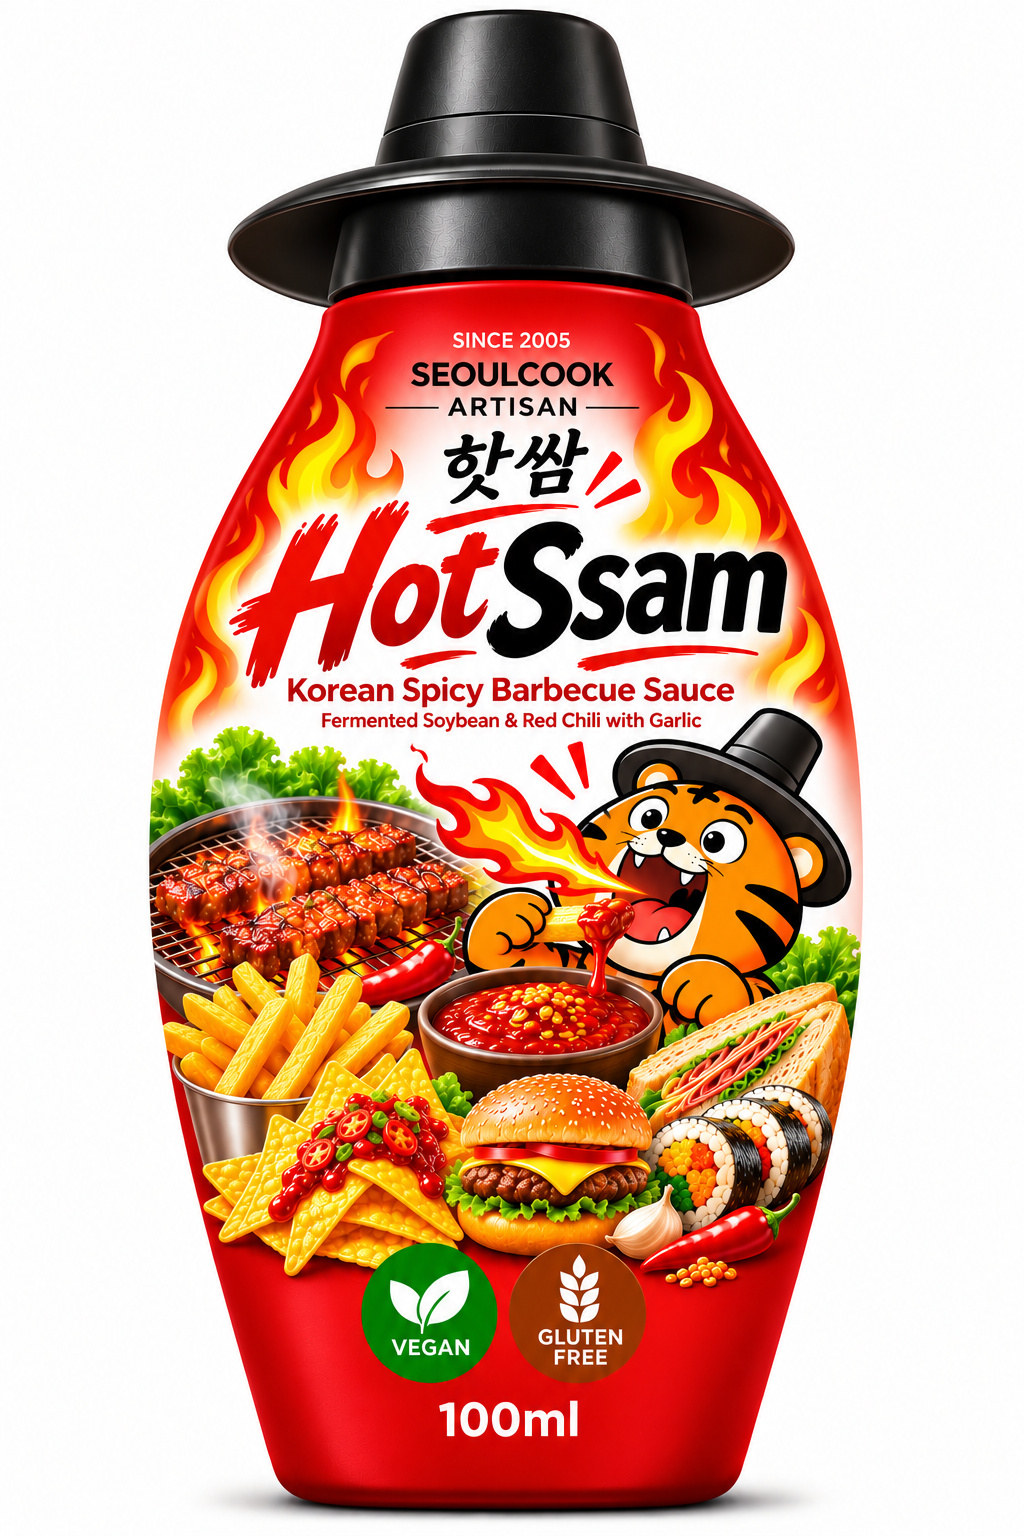 SINCE 2005
SEOULCOOK
ARTISAN
핫쌈
HotSsam
Korean Spicy Barbecue Sauce
Fermented Soybean & Red Chili with Garlic
VEGAN
GLUTEN
FREE
100ml